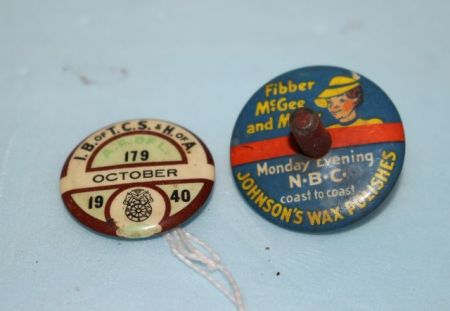 I.B. OF T.C.S. & H. OF A.
A.F. OF L.
179
OCTOBER
19 40
Fibber
McGee
and
Monday Evening
N·B·C·
coast to coast
JOHNSON'S WAX POLISHES